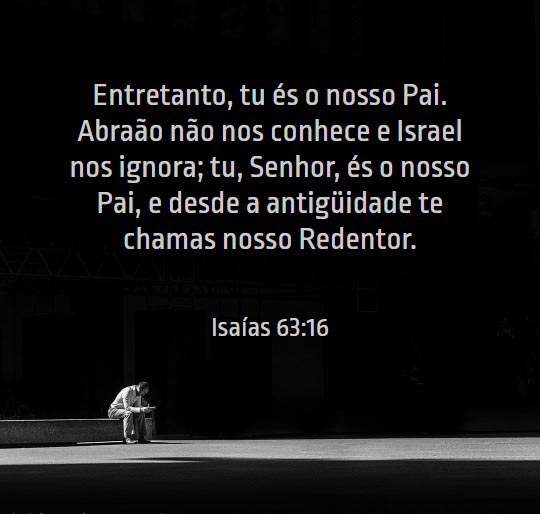 Entretanto, tu és o nosso Pai.
Abraão não nos conhece e Israel
nos ignora; tu, Senhor, és o nosso
Pai, e desde a antigüidade te
chamas nosso Redentor.
Isaías 63:16